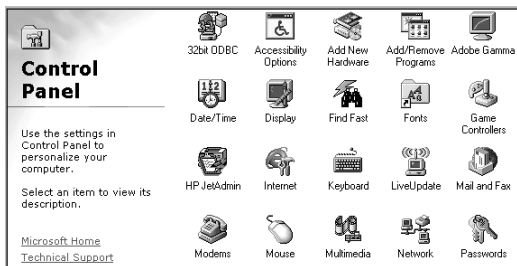 Control
Panel
Use the settings in
Control Panel to
personalize your
computer.
Select an item to view its
description.
Microsoft Home
Technical Support
32bit ODBC
Accessibility
Options
Add New
Hardware
Add/Remove
Programs
Adobe Gamma
Date/Time
Display
Find Fast
Fonts
Game
Controllers
HP JetAdmin
Internet
Keyboard
LiveUpdate
Mail and Fax
Modems
Mouse
Multimedia
Network
Passwords